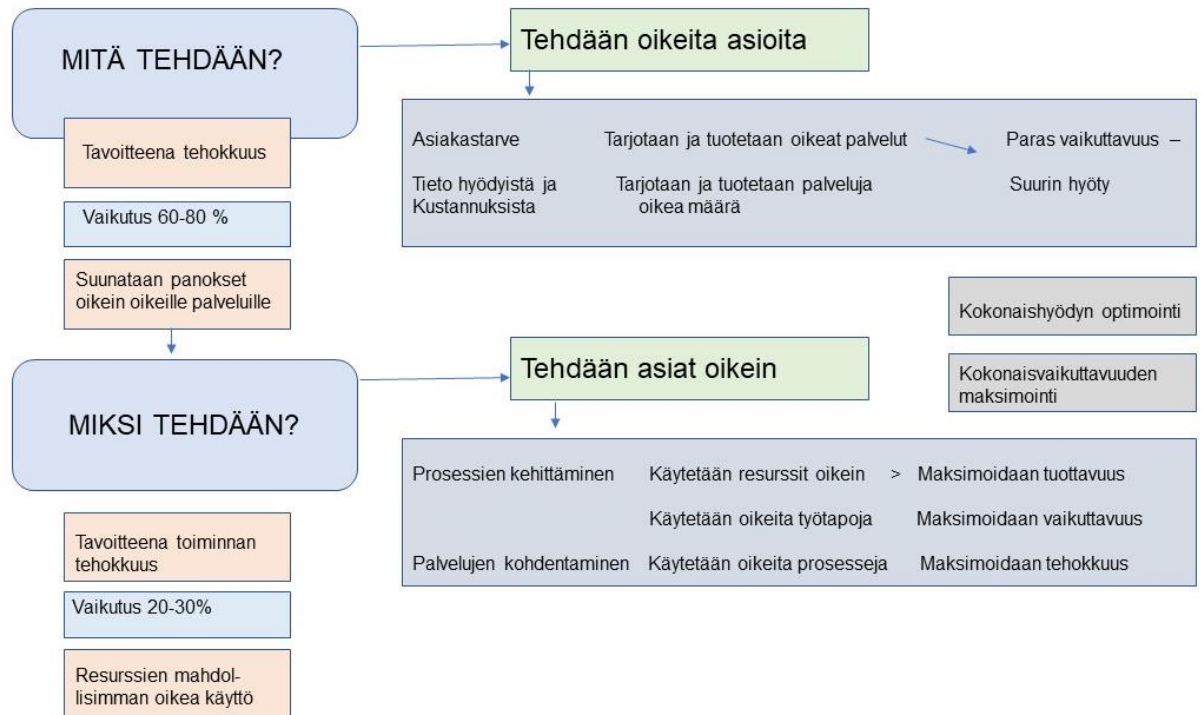 MITÄ TEHDÄÄN?
Tehdään oikeita asioita
Tavoitteena tehokkuus
Vaikutus 60-80 %
Suunataan panokset
oikein oikeille palveluille
Asiakastarve Tarjotaan ja tuotetaan oikeat palvelut Paras vaikuttavuus –
Tieto hyödyistä ja Tarjotaan ja tuotetaan palveluja Suurin hyöty
Kustannuksista oikea määrä
Kokonaishyödyn optimointi
Kokonaisvaikuttavuuden
maksimointi
MIKSI TEHDÄÄN?
Tehdään asiat oikein
Tavoitteena toiminnan
tehokkuus
Vaikutus 20-30%
Resurssien mahdol-
lisimman oikea käyttö
Prosessien kehittäminen Käytetään resurssit oikein > Maksimoidaan tuottavuus
Käytetään oikeita työtapoja Maksimoidaan vaikuttavuus
Palvelujen kohdentaminen Käytetään oikeita prosesseja Maksimoidaan tehokkuus